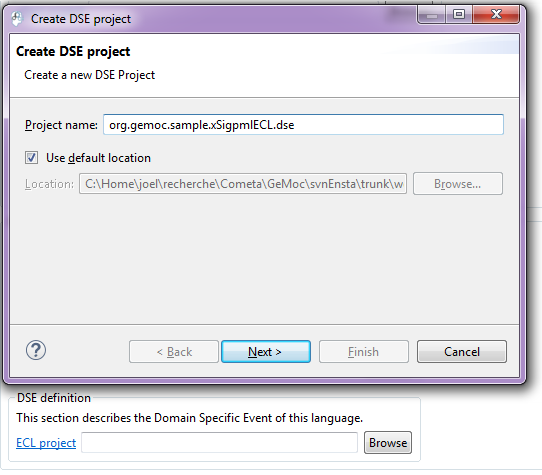 Create DSE project
Create DSE project
Create a new DSE Project
Project name: org.gemoc.sample.xSigpmlECL.dse
Use default location
Location: C:\Home\joel\recherche\Cometa\GeMoc\svnEnsta\trunk\w Browse...
? < Back Next > Finish Cancel
DSE definition
This section describes the Domain Specific Event of this language.
ECL project Browse